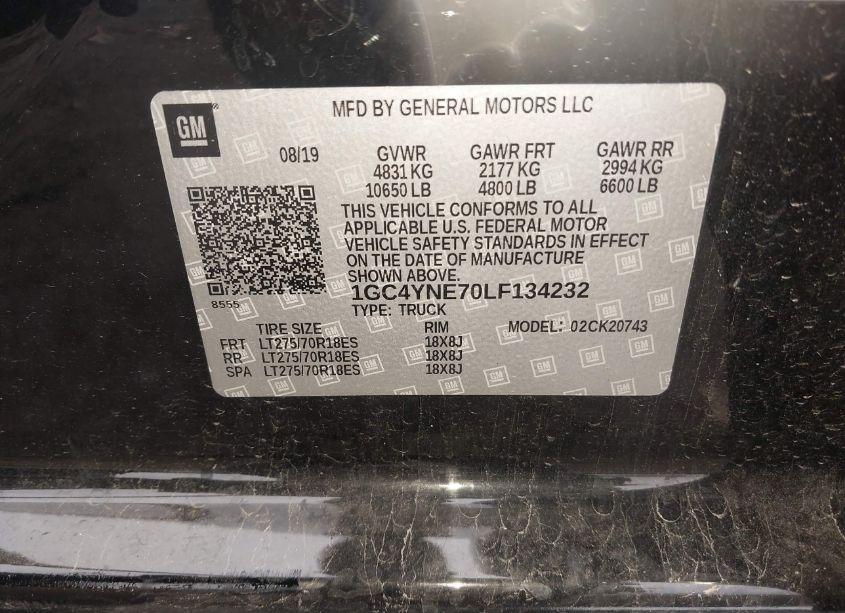 MFD BY GENERAL MOTORS LLC
GM
08/19 GVWR GAWR FRT GAWR RR
4831 KG 2177 KG 2994 KG
10650 LB 4800 LB 6600 LB
THIS VEHICLE CONFORMS TO ALL
APPLICABLE U.S. FEDERAL MOTOR
VEHICLE SAFETY STANDARDS IN EFFECT
ON THE DATE OF MANUFACTURE
SHOWN ABOVE.
8555
1GC4YNE70LF134232
TYPE: TRUCK
TIRE SIZE RIM MODEL: 02CK20743
FRT LT275/70R18ES 18X8J
RR LT275/70R18ES 18X8J
SPA LT275/70R18ES 18X8J